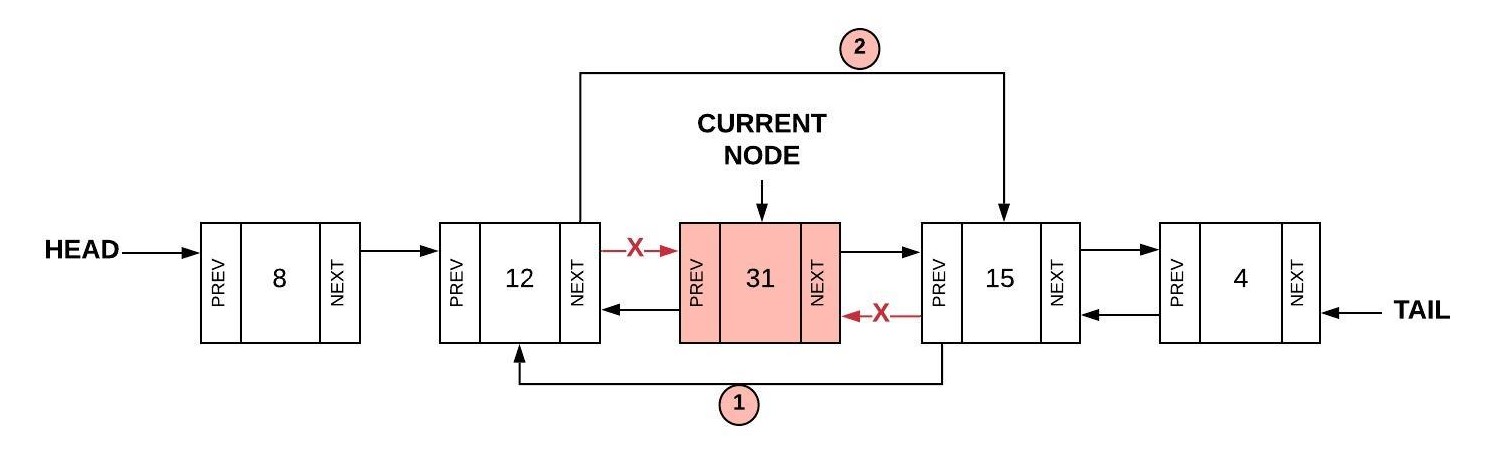 2
CURRENT
NODE
HEAD
PREV 8 NEXT
PREV 12 NEXT
X
PREV 31 NEXT
X
PREV 15 NEXT
PREV 4 NEXT
TAIL
1